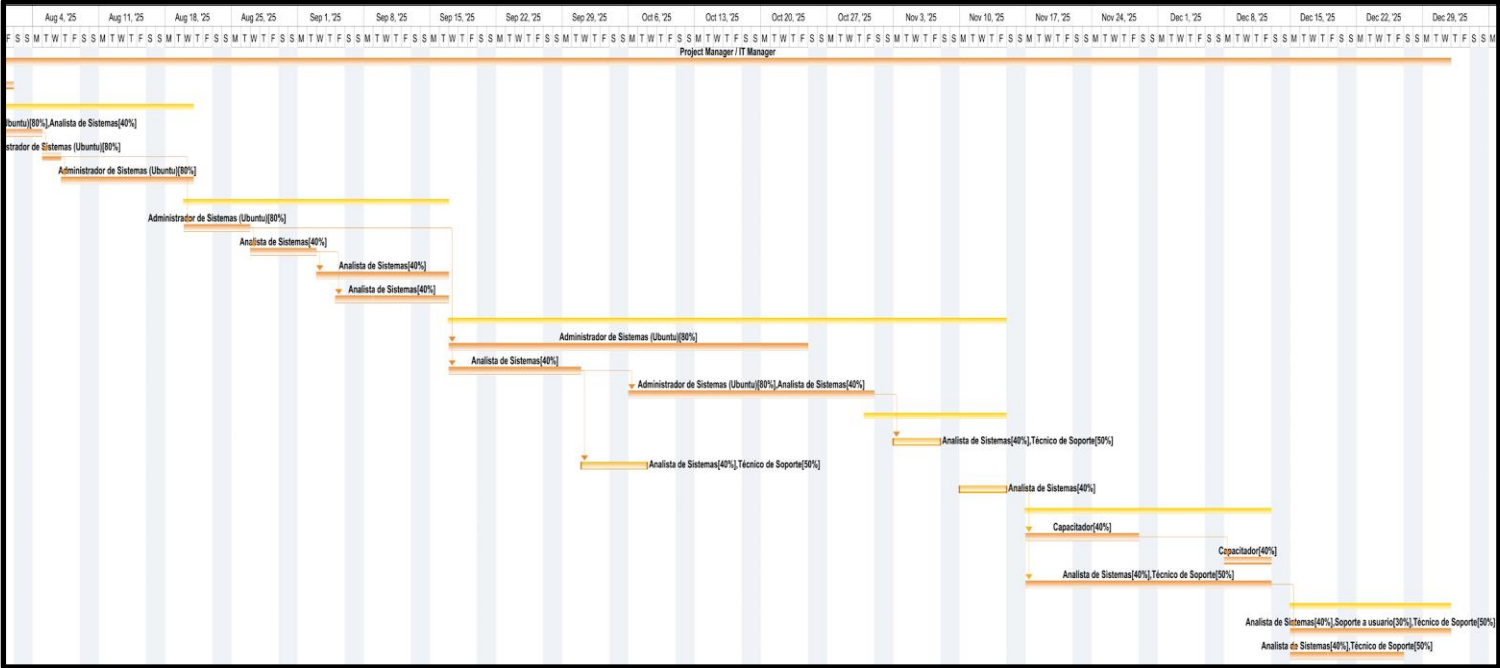 Aug 4, '25 Aug 11, '25 Aug 18, '25 Aug 25, '25 Sep 1, '25 Sep 8, '25 Sep 15, '25 Sep 22, '25 Sep 29, '25 Oct 6, '25 Oct 13, '25 Oct 20, '25 Oct 27, '25 Nov 3, '25 Nov 10, '25 Nov 17, '25 Nov 24, '25 Dec 1, '25 Dec 8, '25 Dec 15, '25 Dec 22, '25 Dec 29, '25
F S S M T W T F S S M T W T F S S M T W T F S S M T W T F S S M T W T F S S M T W T F S S M T W T F S S M T W T F S S M T W T F S S M T W T F S S M T W T F S S M T W T F S S M T W T F S S M T W T F S S M T W T F S S M T W T F S S M T W T F S S M T W T F S S M T W T F S S M T W T F S S M T W T F S S M T W T F S S M
Project Manager / IT Manager
buntu)[80%],Analista de Sistemas[40%]
strador de Sistemas (Ubuntu)[80%]
Administrador de Sistemas (Ubuntu)[80%]
Administrador de Sistemas (Ubuntu)[80%]
Analista de Sistemas[40%]
Analista de Sistemas[40%]
Analista de Sistemas[40%]
Administrador de Sistemas (Ubuntu)[80%]
Analista de Sistemas[40%]
Administrador de Sistemas (Ubuntu)[80%],Analista de Sistemas[40%]
Analista de Sistemas[40%],Técnico de Soporte[50%]
Analista de Sistemas[40%],Técnico de Soporte[50%]
Analista de Sistemas[40%]
Capacitador[40%]
Capacitador[40%]
Analista de Sistemas[40%],Técnico de Soporte[50%]
Analista de Sistemas[40%],Soporte a usuario[30%],Técnico de Soporte[50%]
Analista de Sistemas[40%],Técnico de Soporte[50%]